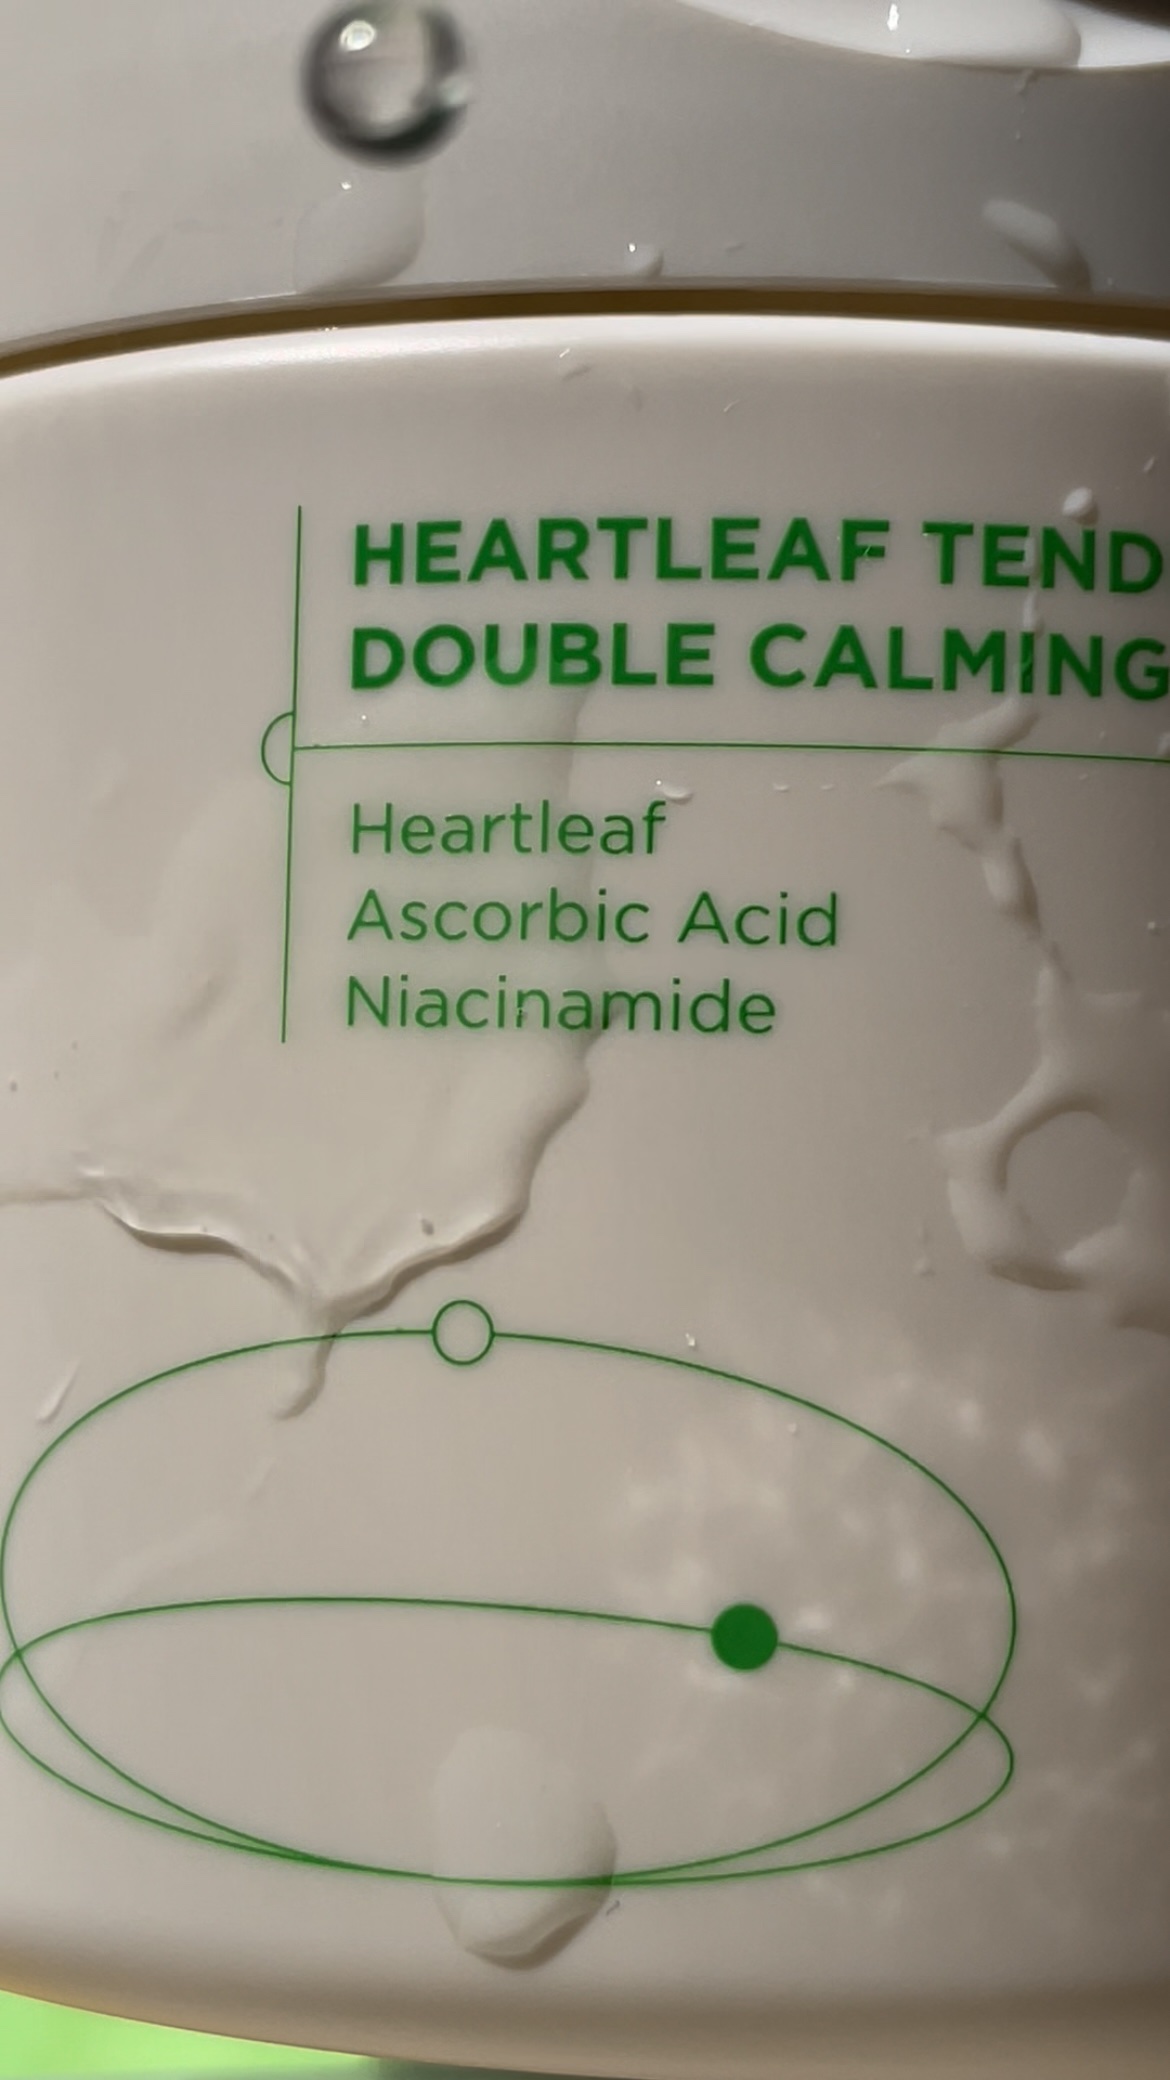 HEARTLEAF TEND
DOUBLE CALMING
Heartleaf
Ascorbic Acid
Niacinamide